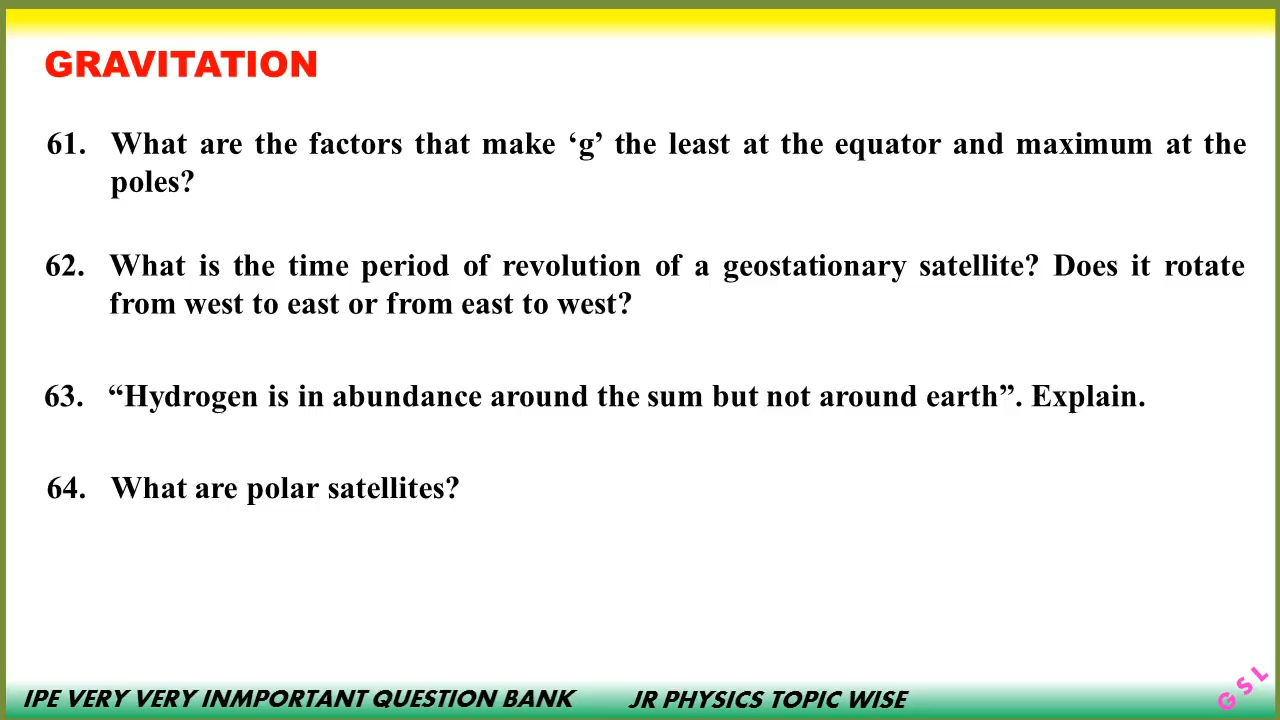 GRAVITATION
61. What are the factors that make ‘g’ the least at the equator and maximum at the
poles?
62. What is the time period of revolution of a geostationary satellite? Does it rotate
from west to east or from east to west?
63. “Hydrogen is in abundance around the sum but not around earth”. Explain.
64. What are polar satellites?
IPE VERY VERY INMPORTANT QUESTION BANK JR PHYSICS TOPIC WISE
GSL